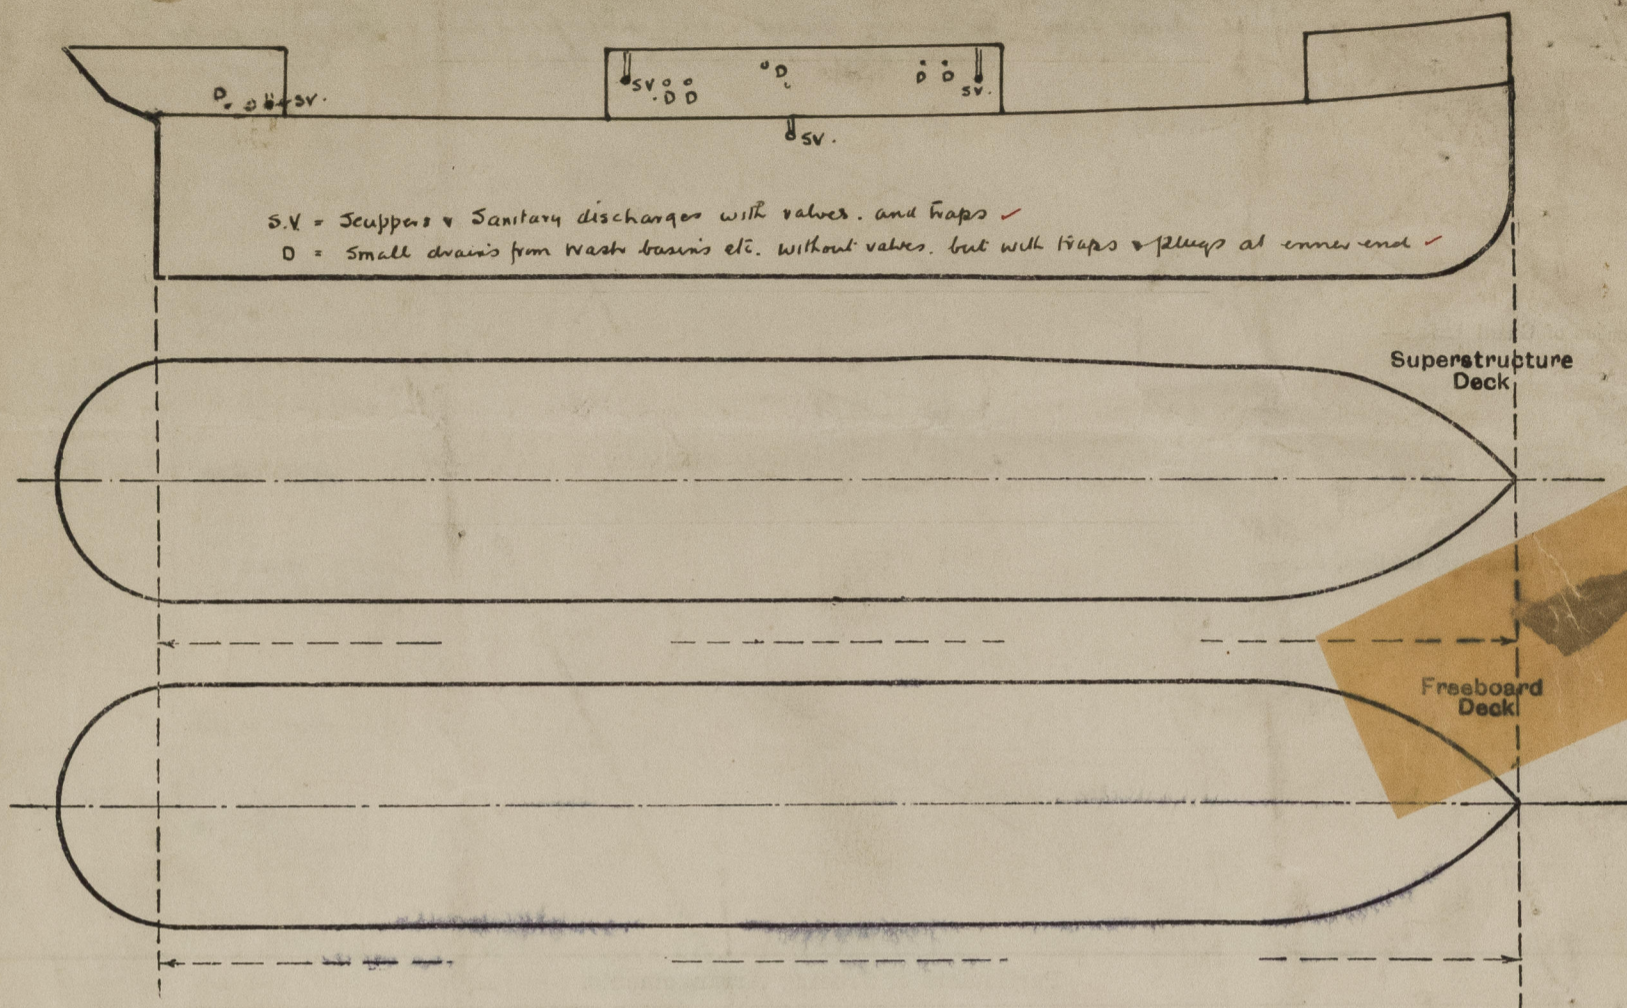 D
SV.
SV
D D
D
D D
SV.
SV.
S.V. = Scuppers & Sanitary discharges with valves. and traps ✓
D = Small drains from wash basins etc. without valves. but with traps & plugs at enner end ✓
Superstructure
Deck
Freeboard
Deck